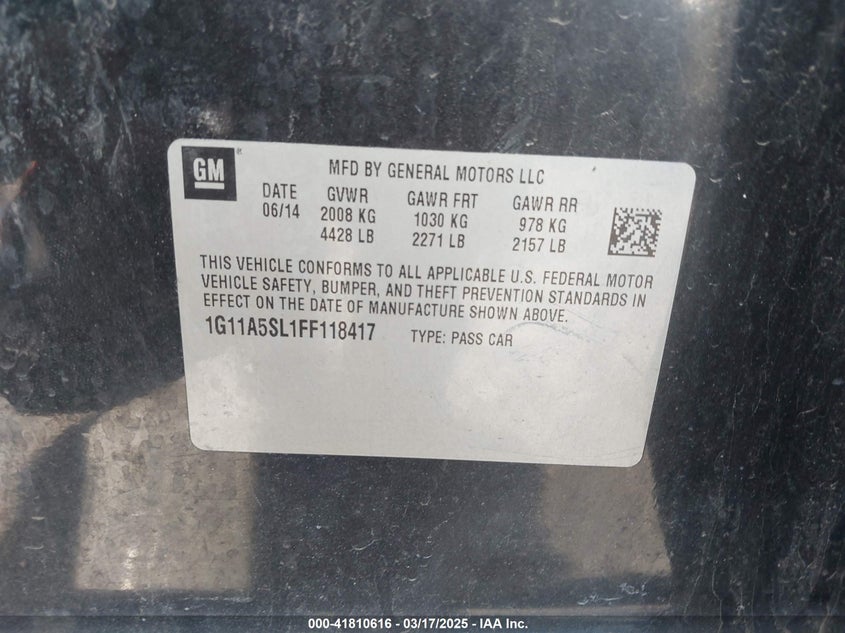 GM
MFD BY GENERAL MOTORS LLC
DATE GVWR GAWR FRT GAWR RR
06/14 2008 KG 1030 KG 978 KG
4428 LB 2271 LB 2157 LB
THIS VEHICLE CONFORMS TO ALL APPLICABLE U.S. FEDERAL MOTOR
VEHICLE SAFETY, BUMPER, AND THEFT PREVENTION STANDARDS IN
EFFECT ON THE DATE OF MANUFACTURE SHOWN ABOVE.
1G11A5SL1FF118417 TYPE: PASS CAR
000-41810616 - 03/17/2025 - IAA Inc.